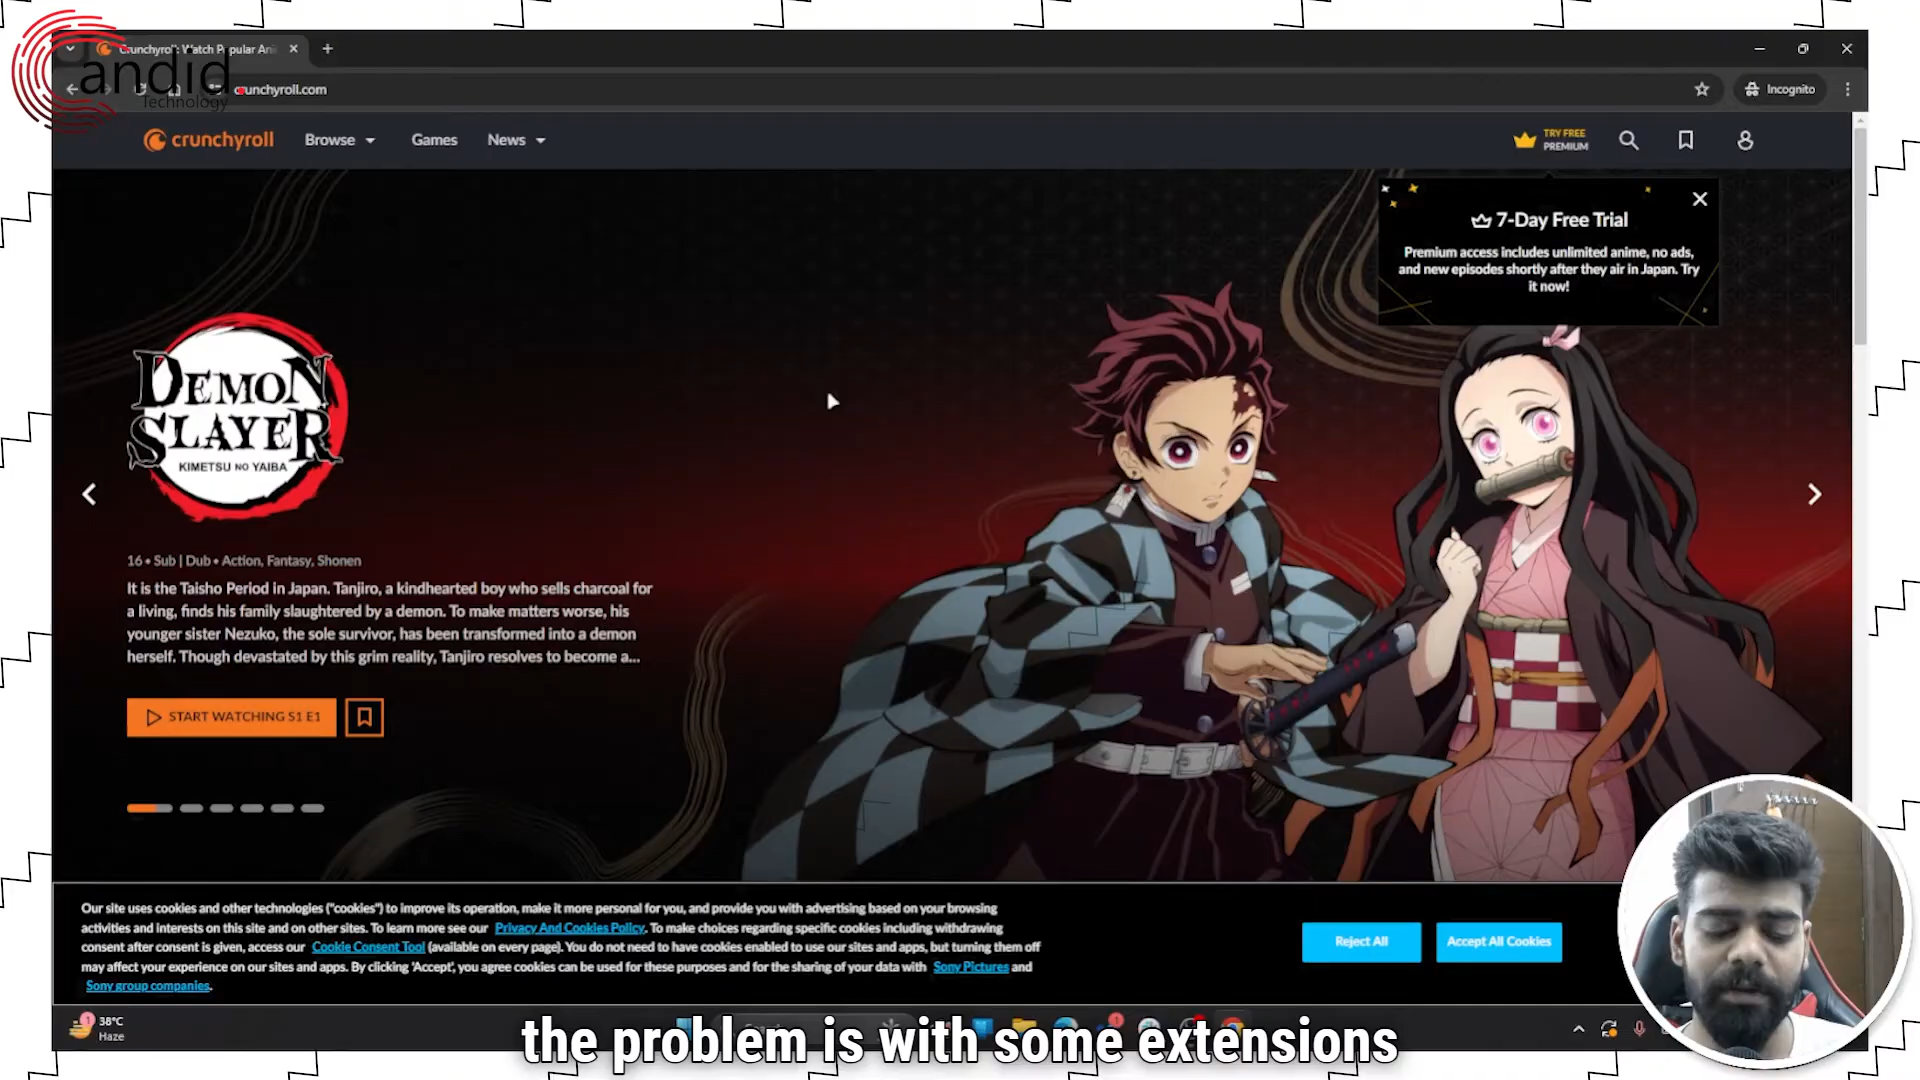 Crunchyroll: Watch Popular Ani
candid
Technology
crunchyroll.com
Incognito
crunchyroll
Browse
Games
News
TRY FREE
PREMIUM
7-Day Free Trial
Premium access includes unlimited anime, no ads,
and new episodes shortly after they air in Japan. Try
it now!
DEMON
SLAYER
KIMETSU NO YAIBA
16 • Sub | Dub • Action, Fantasy, Shonen
It is the Taisho Period in Japan. Tanjiro, a kindhearted boy who sells charcoal for
a living, finds his family slaughtered by a demon. To make matters worse, his
younger sister Nezuko, the sole survivor, has been transformed into a demon
herself. Though devastated by this grim reality, Tanjiro resolves to become a...
START WATCHING S1 E1
Our site uses cookies and other technologies ("cookies") to improve its operation, make it more personal for you, and provide you with advertising based on your browsing
activities and interests on this site and on other sites. To learn more see our Privacy And Cookies Policy. To make choices regarding specific cookies including withdrawing
consent after consent is given, access our Cookie Consent Tool (available on every page). You do not need to have cookies enabled to use our sites and apps, but turning them off
may affect your experience on our sites and apps. By clicking 'Accept', you agree cookies can be used for these purposes and for the sharing of your data with Sony Pictures and
Sony group companies.
Reject All
Accept All Cookies
1
38°C
Haze
the problem is with some extensions